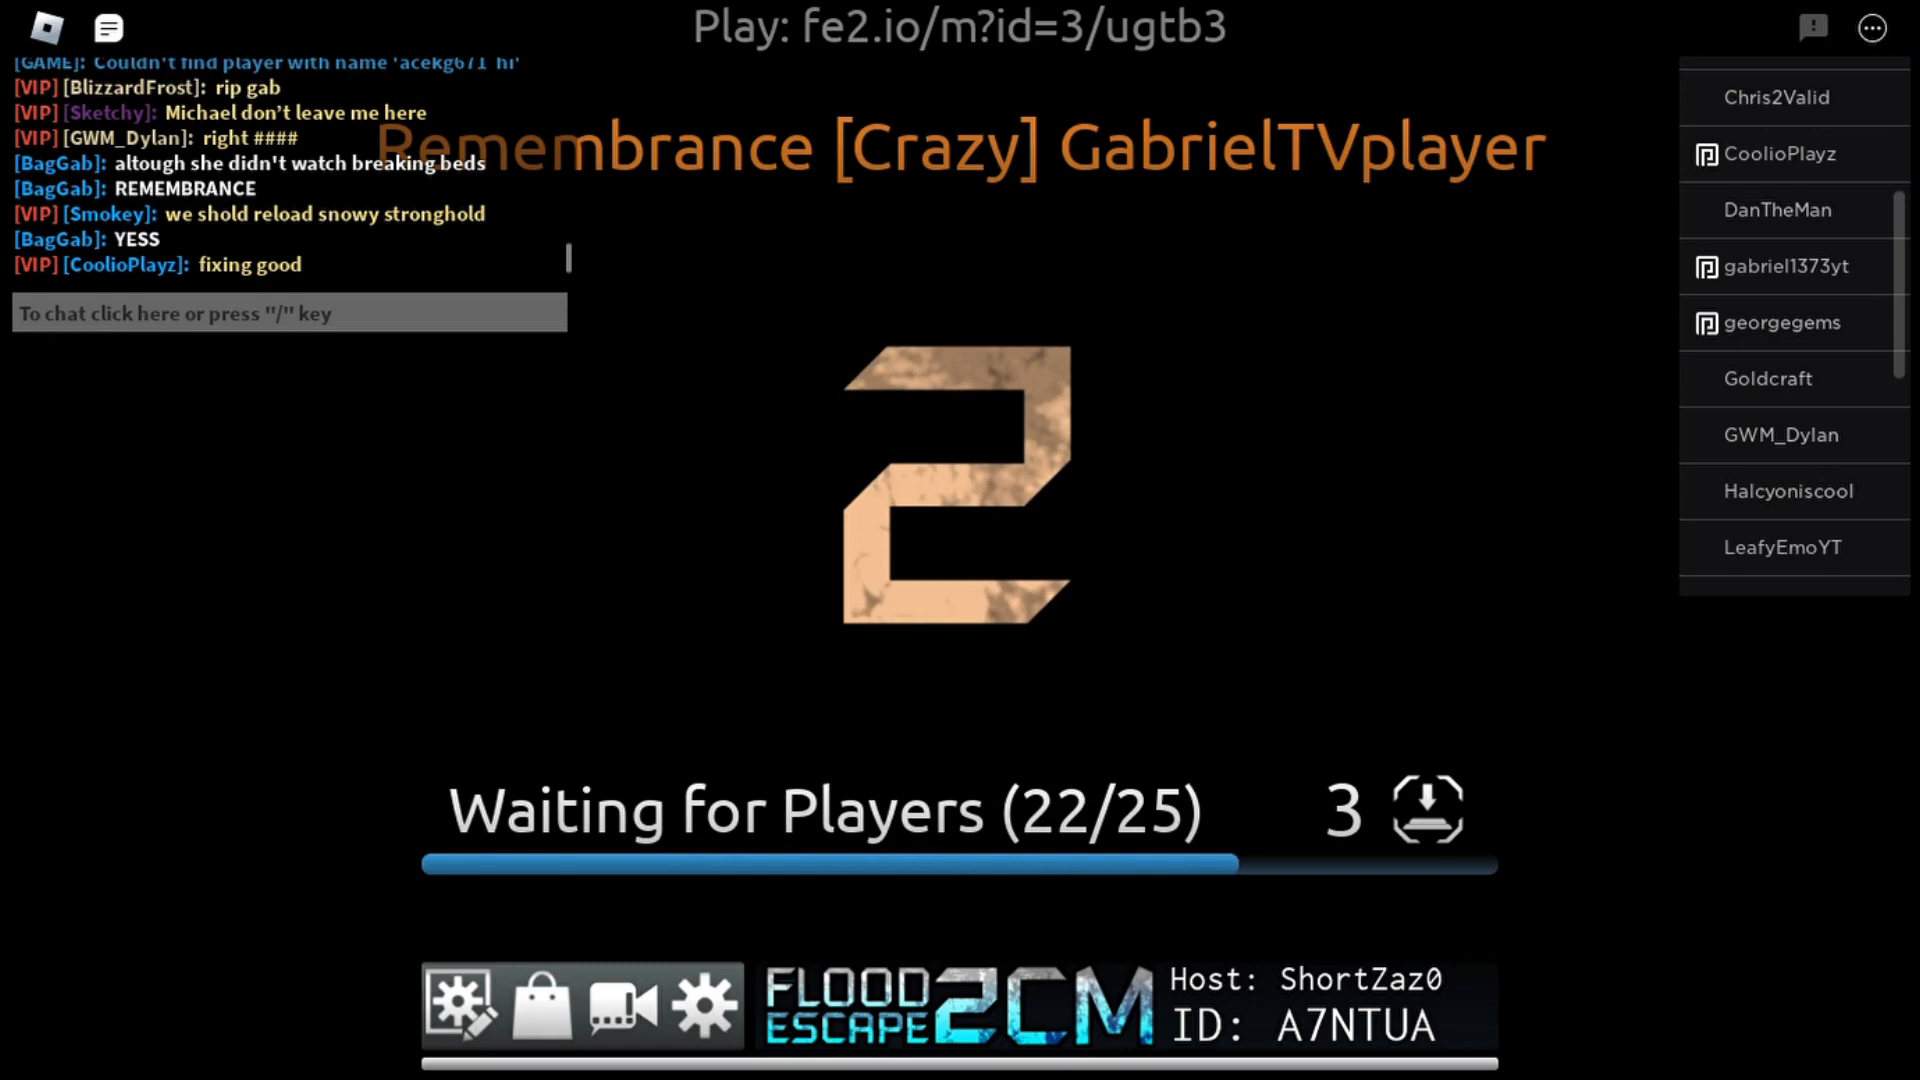 Play: fe2.io/m?id=3/ugtb3
[GAME]: Couldn't find player with name 'acekg671 hi'
[VIP] [BlizzardFrost]: rip gab
[VIP] [Sketchy]: Michael don't leave me here
[VIP] [GWM_Dylan]: right ####
[BagGab]: altough she didn't watch breaking beds
[BagGab]: REMEMBRANCE
[VIP] [Smokey]: we shold reload snowy stronghold
[BagGab]: YESS
[VIP] [CoolioPlayz]: fixing good
To chat click here or press "/" key
Remembrance [Crazy] GabrielTVplayer
2
Chris2Valid
CoolioPlayz
DanTheMan
gabriel1373yt
georgegems
Goldcraft
GWM_Dylan
Halcyoniscool
LeafyEmoYT
Waiting for Players (22/25)
3
FLOOD ESCAPE 2CM
Host: ShortZaz0
ID: A7NTUA